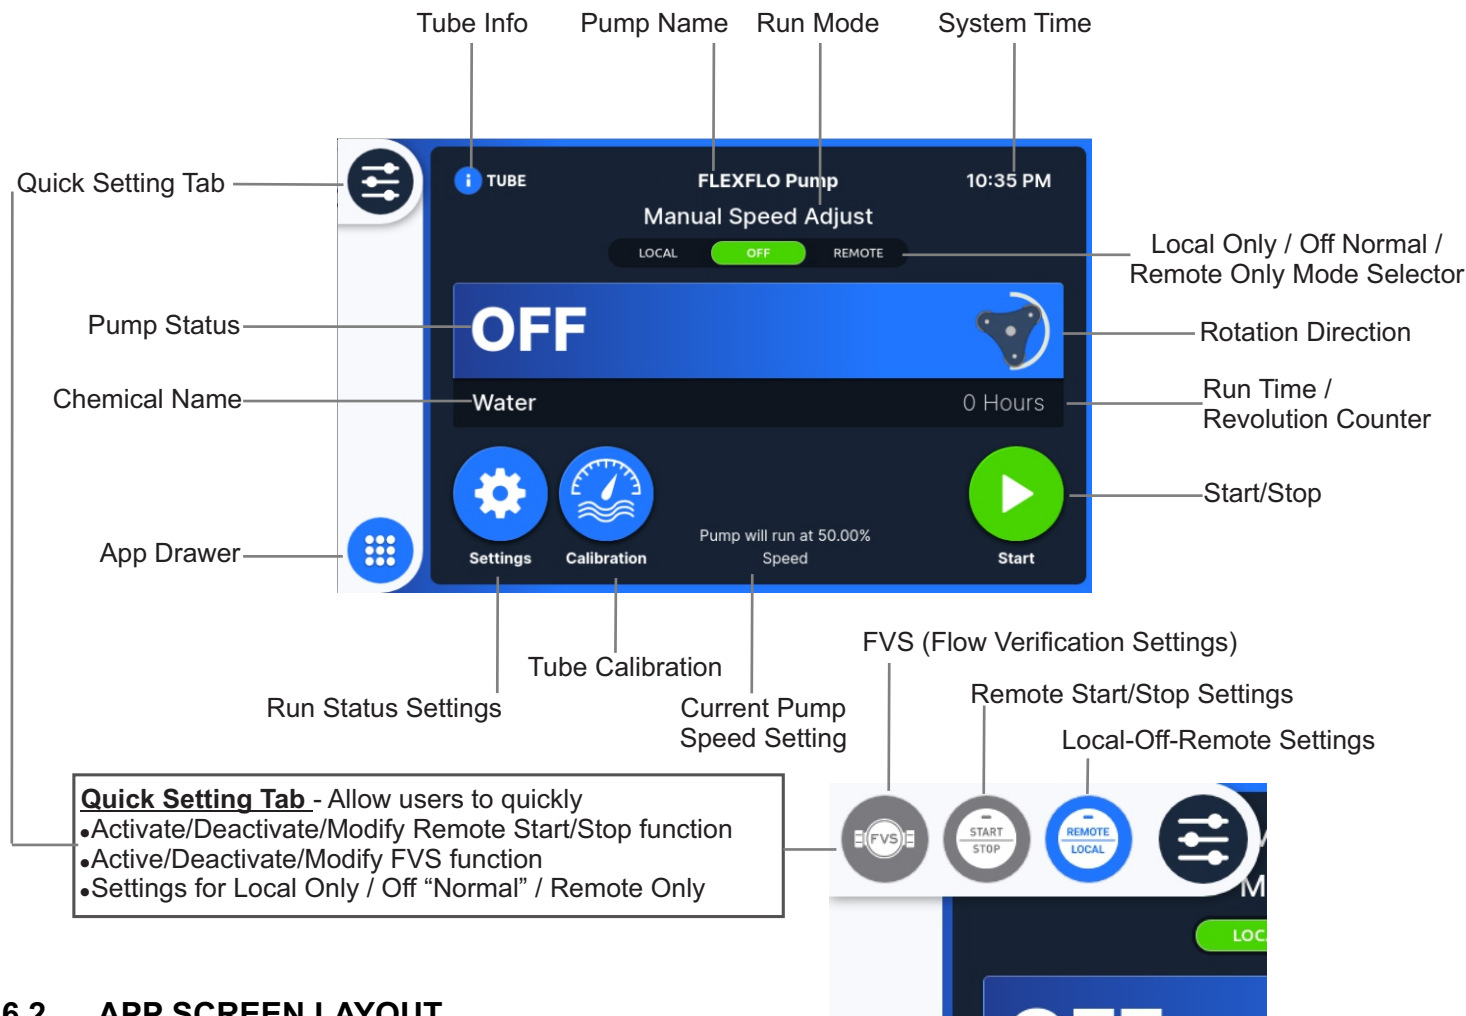 Tube Info
Pump Name
Run Mode
System Time
Quick Setting Tab
i TUBE
FLEXFLO Pump
10:35 PM
Manual Speed Adjust
LOCAL
OFF
REMOTE
Local Only / Off Normal /
Remote Only Mode Selector
Pump Status
OFF
Rotation Direction
Chemical Name
Water
0 Hours
Run Time /
Revolution Counter
Start/Stop
App Drawer
Settings
Calibration
Pump will run at 50.00%
Speed
Start
Tube Calibration
Run Status Settings
Current Pump
Speed Setting
FVS (Flow Verification Settings)
Remote Start/Stop Settings
Local-Off-Remote Settings
Quick Setting Tab - Allow users to quickly
•Activate/Deactivate/Modify Remote Start/Stop function
•Active/Deactivate/Modify FVS function
•Settings for Local Only / Off “Normal” / Remote Only
FVS
START
STOP
REMOTE
LOCAL
M
LOC
6.2 APP SCREEN LAYOUT